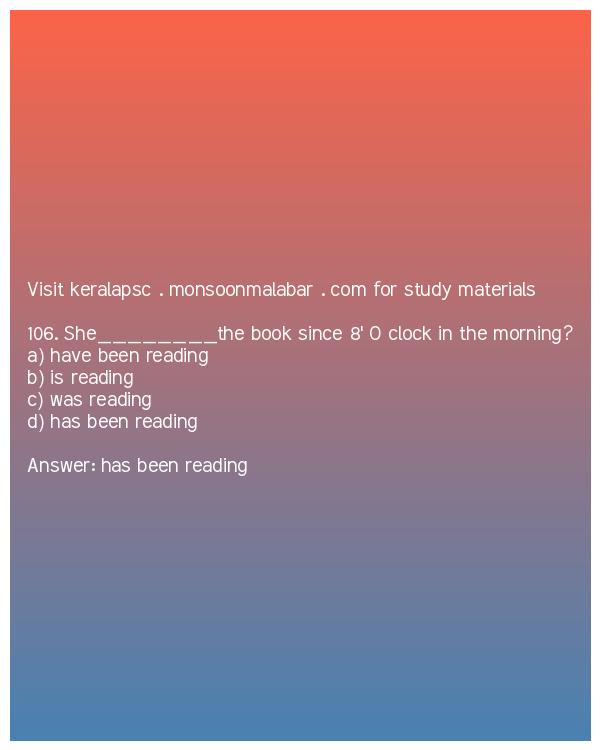 Visit keralapsc . monsoonmalabar . com for study materials
106. She________the book since 8' O clock in the morning?
a) have been reading
b) is reading
c) was reading
d) has been reading
Answer: has been reading